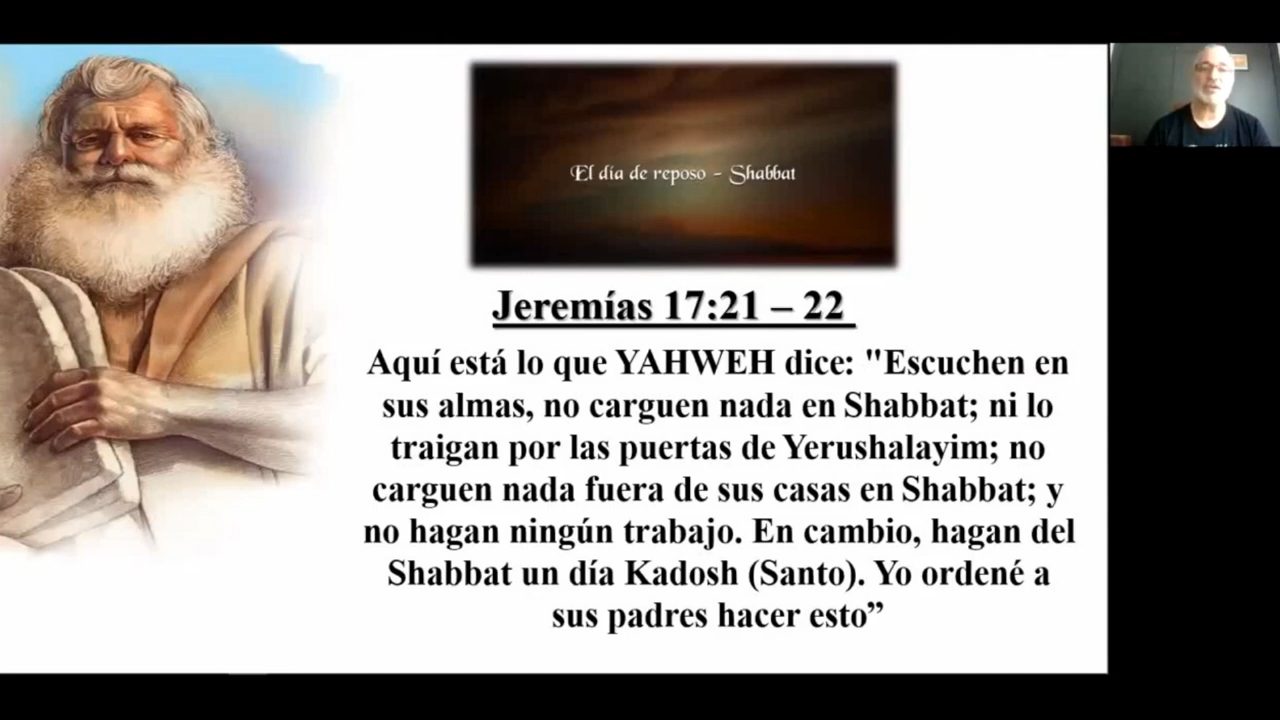 El día de reposo - Shabbat
Jeremías 17:21 – 22
Aquí está lo que YAHWEH dice: "Escuchen en
sus almas, no carguen nada en Shabbat; ni lo
traigan por las puertas de Yerushalayim; no
carguen nada fuera de sus casas en Shabbat; y
no hagan ningún trabajo. En cambio, hagan del
Shabbat un día Kadosh (Santo). Yo ordené a
sus padres hacer esto”